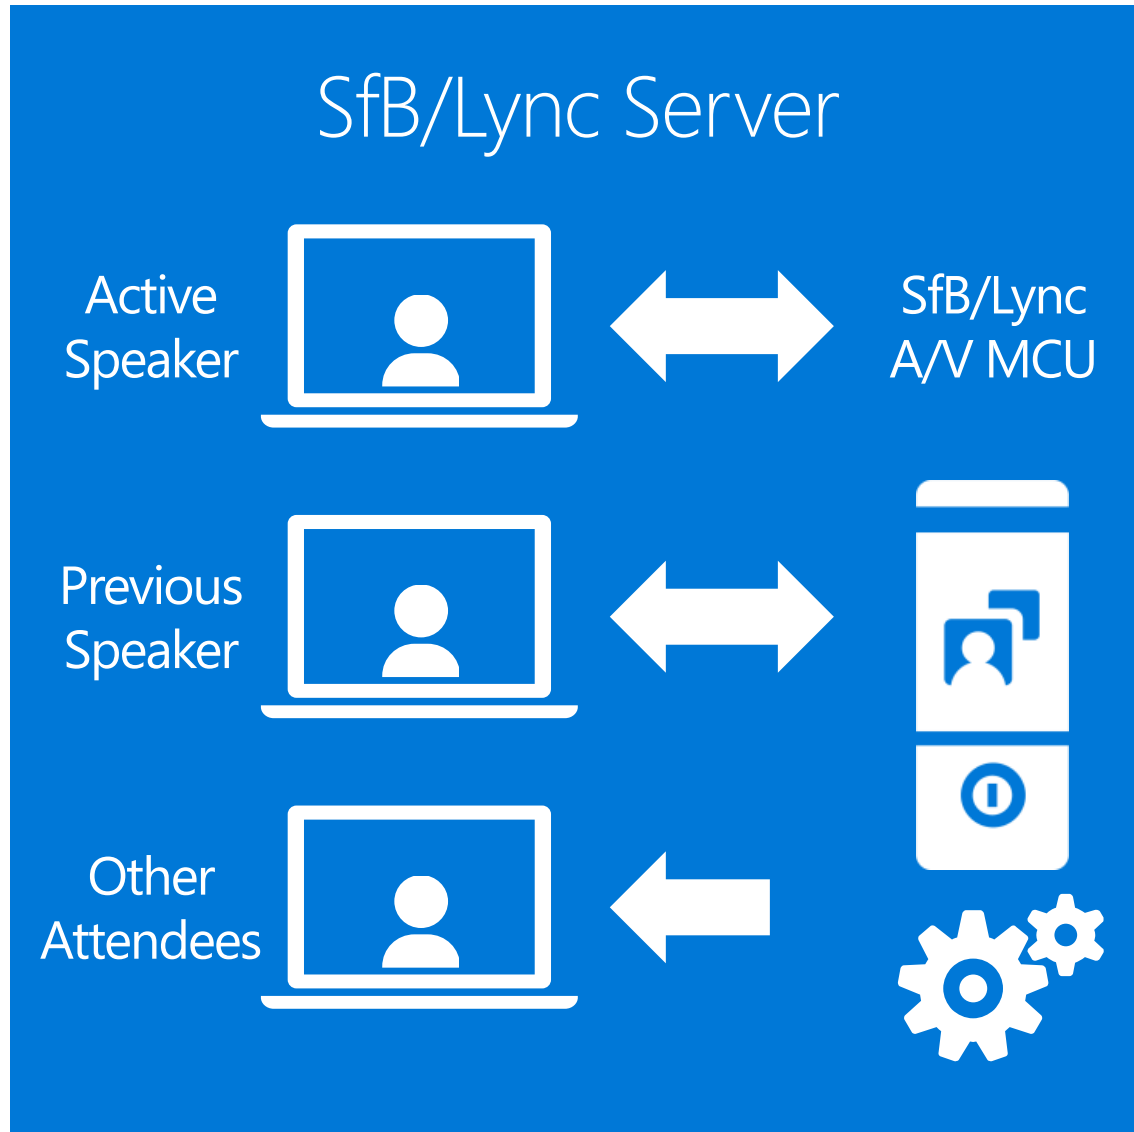 SfB/Lync Server
Active
Speaker
SfB/Lync
A/V MCU
Previous
Speaker
Other
Attendees